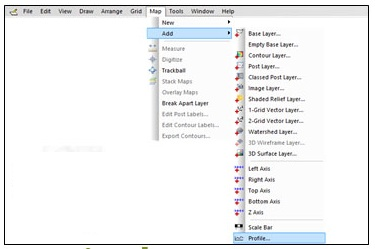 File Edit View Draw Arrange Grid Map Tools Window Help
New
Add
Measure
Digitize
Trackball
Stack Maps
Overlay Maps
Break Apart Layer
Edit Post Labels...
Edit Contour Labels...
Export Contours...
Base Layer...
Empty Base Layer...
Contour Layer...
Post Layer...
Classed Post Layer...
Image Layer...
Shaded Relief Layer...
1-Grid Vector Layer...
2-Grid Vector Layer...
Watershed Layer...
3D Wireframe Layer...
3D Surface Layer...
Left Axis
Right Axis
Top Axis
Bottom Axis
Z Axis
Scale Bar
Profile...